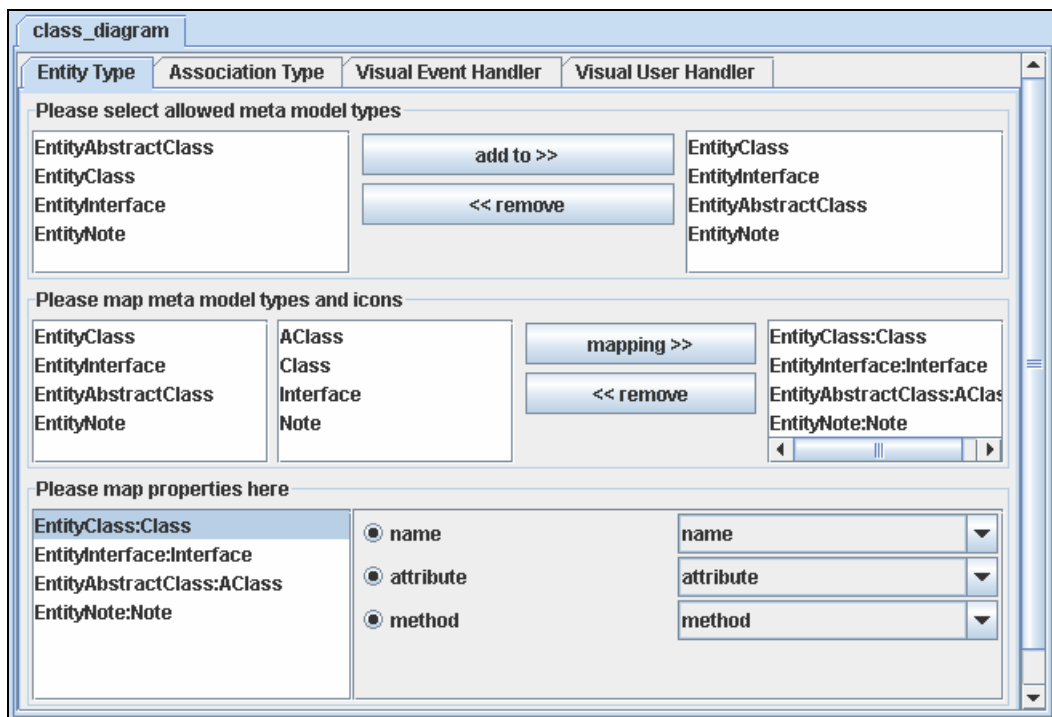 class_diagram
Entity Type Association Type Visual Event Handler Visual User Handler
Please select allowed meta model types
EntityAbstractClass
EntityClass
EntityInterface
EntityNote
add to >>
<< remove
EntityClass
EntityInterface
EntityAbstractClass
EntityNote
Please map meta model types and icons
EntityClass
EntityInterface
EntityAbstractClass
EntityNote
AClass
Class
Interface
Note
mapping >>
<< remove
EntityClass:Class
EntityInterface:Interface
EntityAbstractClass:AClas
EntityNote:Note
Please map properties here
EntityClass:Class
EntityInterface:Interface
EntityAbstractClass:AClass
EntityNote:Note
name name
attribute attribute
method method